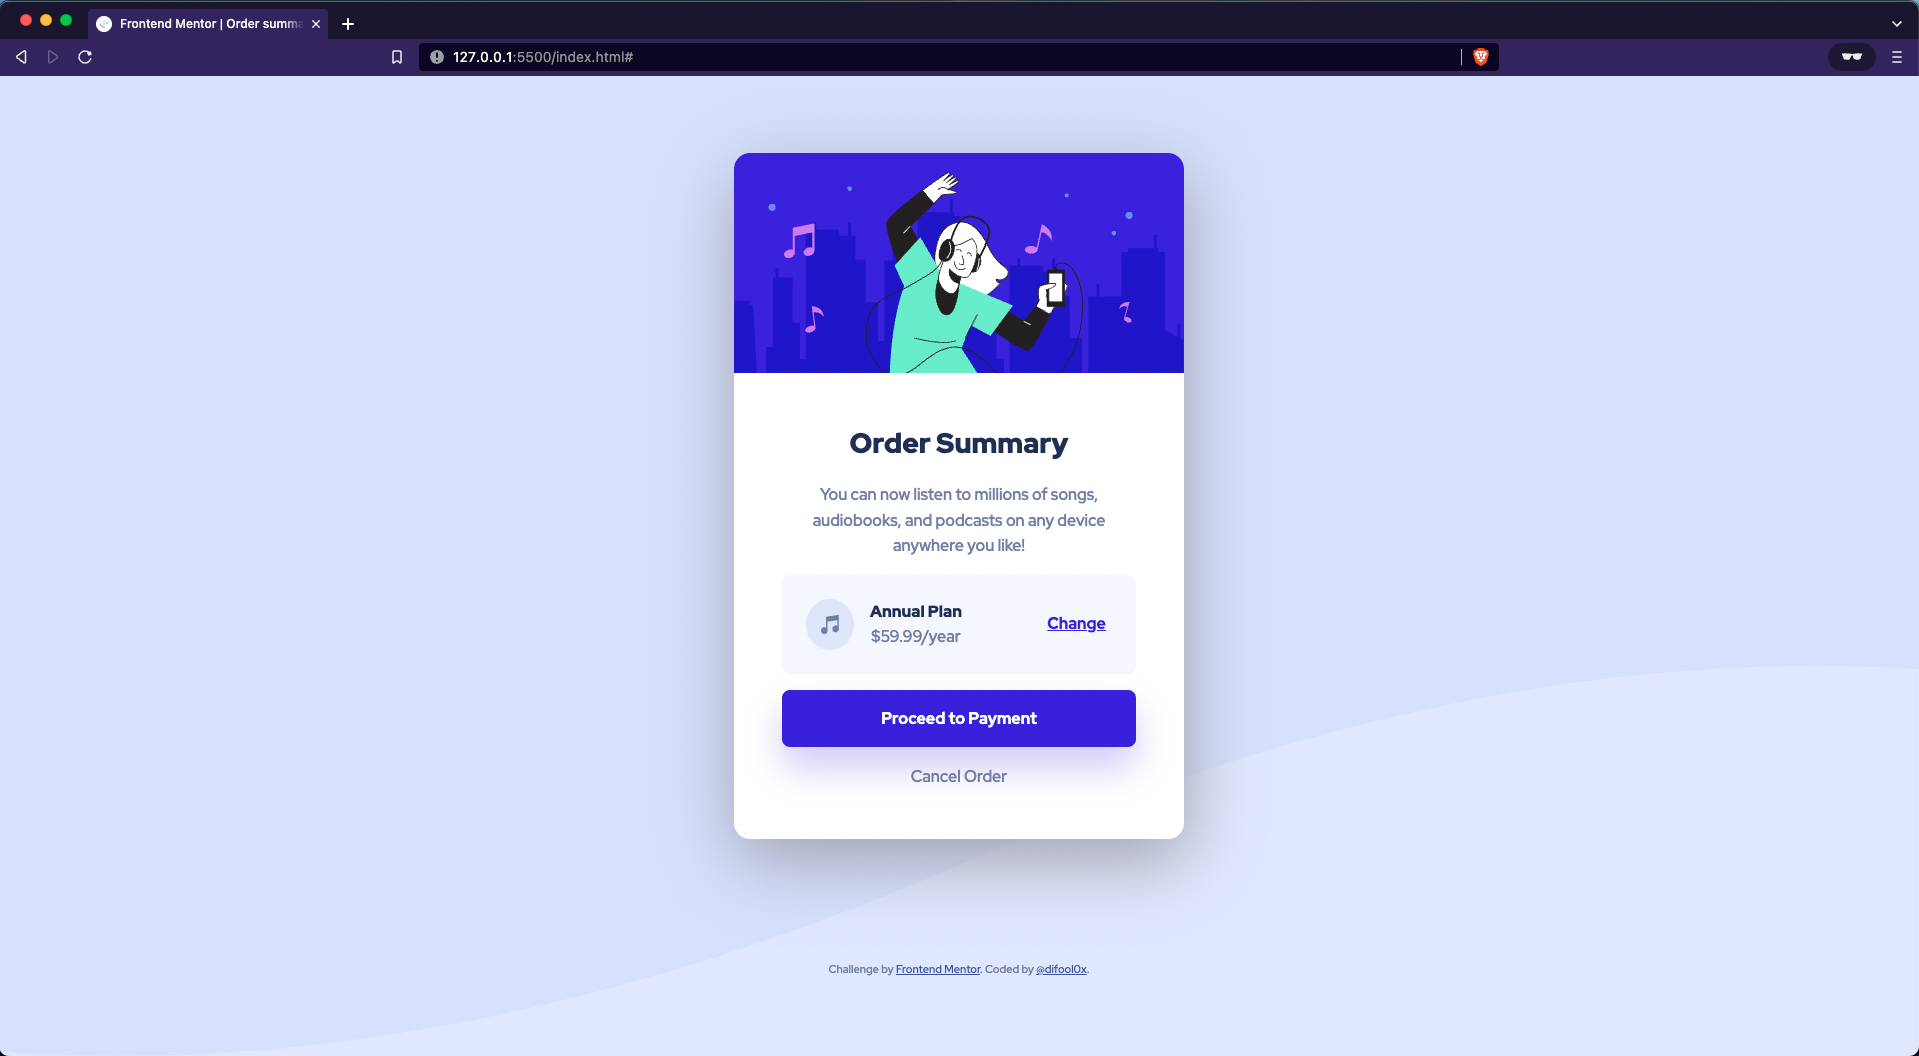 Frontend Mentor | Order summa
127.0.0.1:5500/index.html#
Order Summary
You can now listen to millions of songs,
audiobooks, and podcasts on any device
anywhere you like!
Annual Plan
$59.99/year
Change
Proceed to Payment
Cancel Order
Challenge by Frontend Mentor. Coded by @difool0x.